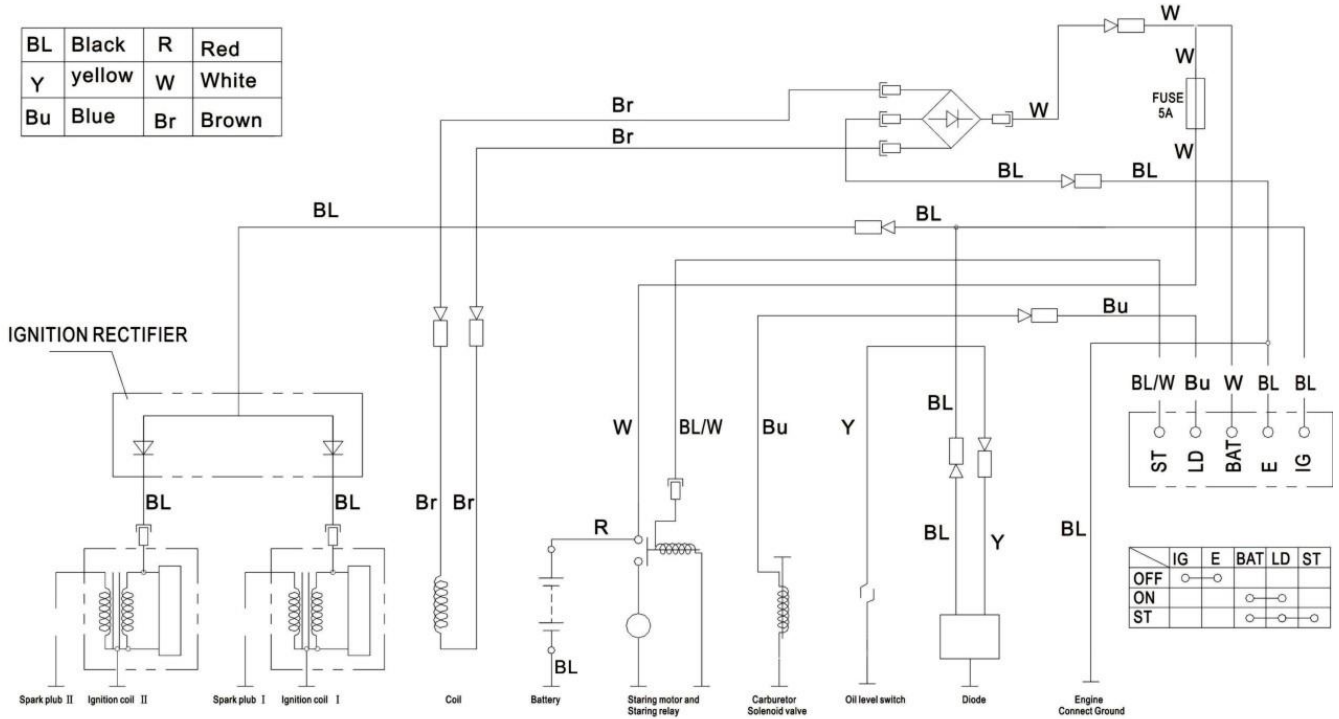 BL Black R Red
Y yellow W White
Bu Blue Br Brown
W
W
FUSE
5A
W
W
Br
Br
BL BL
BL BL
IGNITION RECTIFIER
Bu
BL/W Bu W BL BL
ST LD BAT E IG
W BL/W Bu Y BL
BL BL
Br Br
R
BL Y
BL
BL
IG E BAT LD ST
OFF
ON
ST
Spark plub II Ignition coil II Spark plub I Ignition coil I Coil Battery Staring motor and Carburetor Oil level switch Diode Engine
Staring relay Solenoid valve Connect Ground